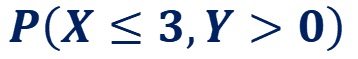 P(X ≤ 3, Y > 0)